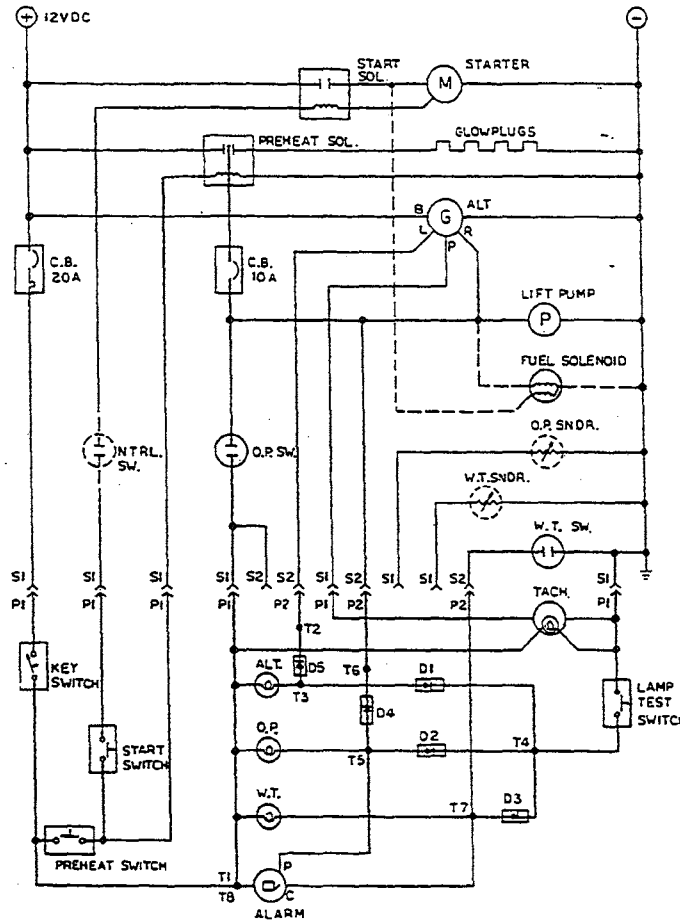 + 12VDC
−
START SOL.
STARTER
M
PREHEAT SOL.
GLOWPLUGS
B
G
ALT
L
P
R
C.B. 20A
C.B. 10A
LIFT PUMP
P
FUEL SOLENOID
O.P. SNDR.
NTRL. SW.
O.P. SW.
W.T. SNDR.
W.T. SW.
S1 S1 S1 S1 S2 S2 S1 S2 S1 S1 S2 S1
P1 P1 P1 P1 P2 P1 P2 P2 P1
TACH.
T2
KEY SWITCH
ALT.
D5
T6
D1
T3
LAMP TEST SWITCH
D4
START SWITCH
O.P.
T5
D2
T4
W.T.
T7
D3
PREHEAT SWITCH
P
T1
T8
C
ALARM